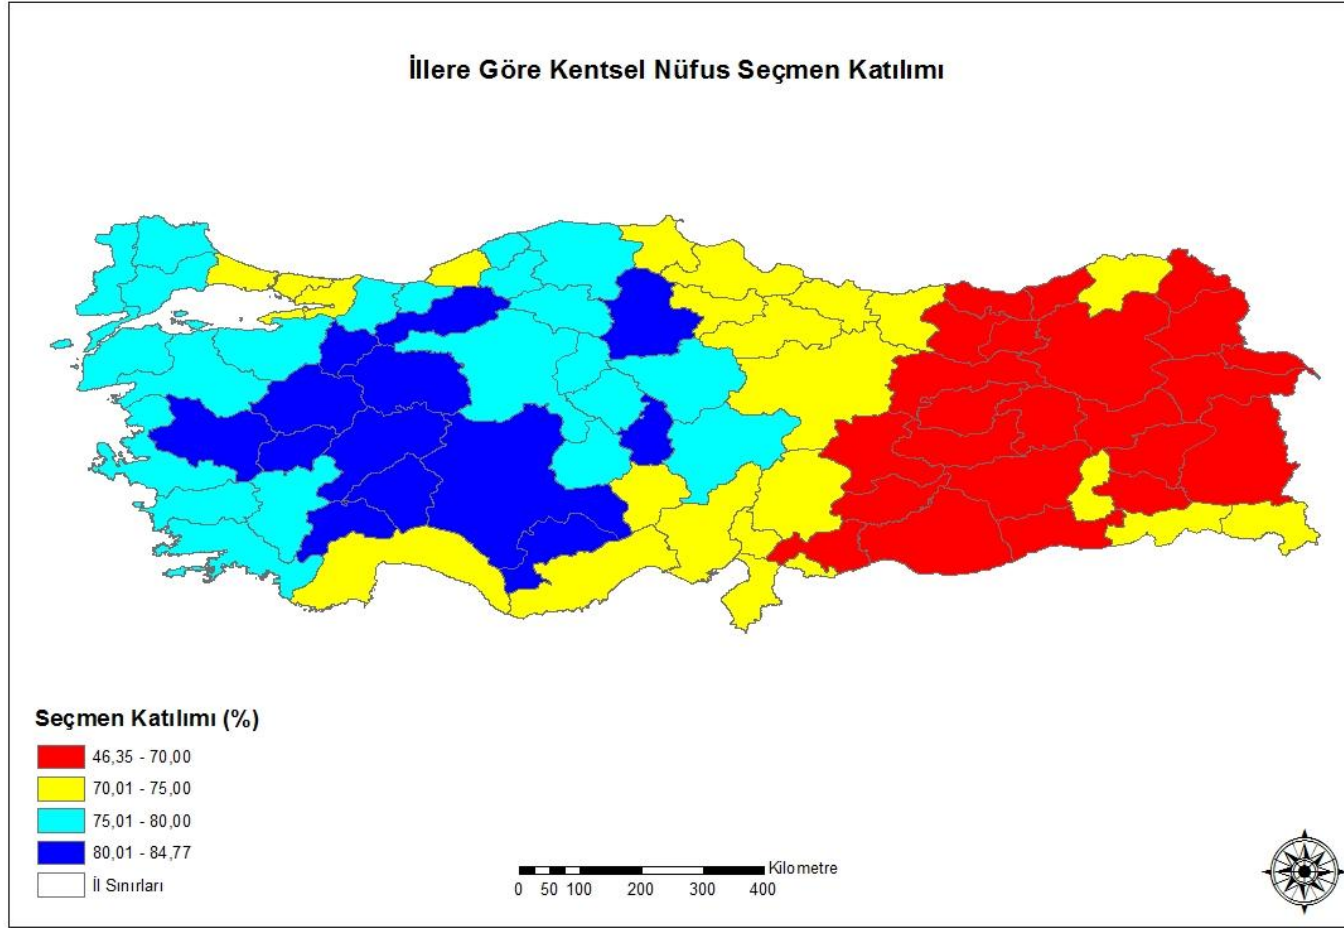 İllere Göre Kentsel Nüfus Seçmen Katılımı
Seçmen Katılımı (%)
46,35 - 70,00
70,01 - 75,00
75,01 - 80,00
80,01 - 84,77
İl Sınırları
Kilometre
0 50 100 200 300 400